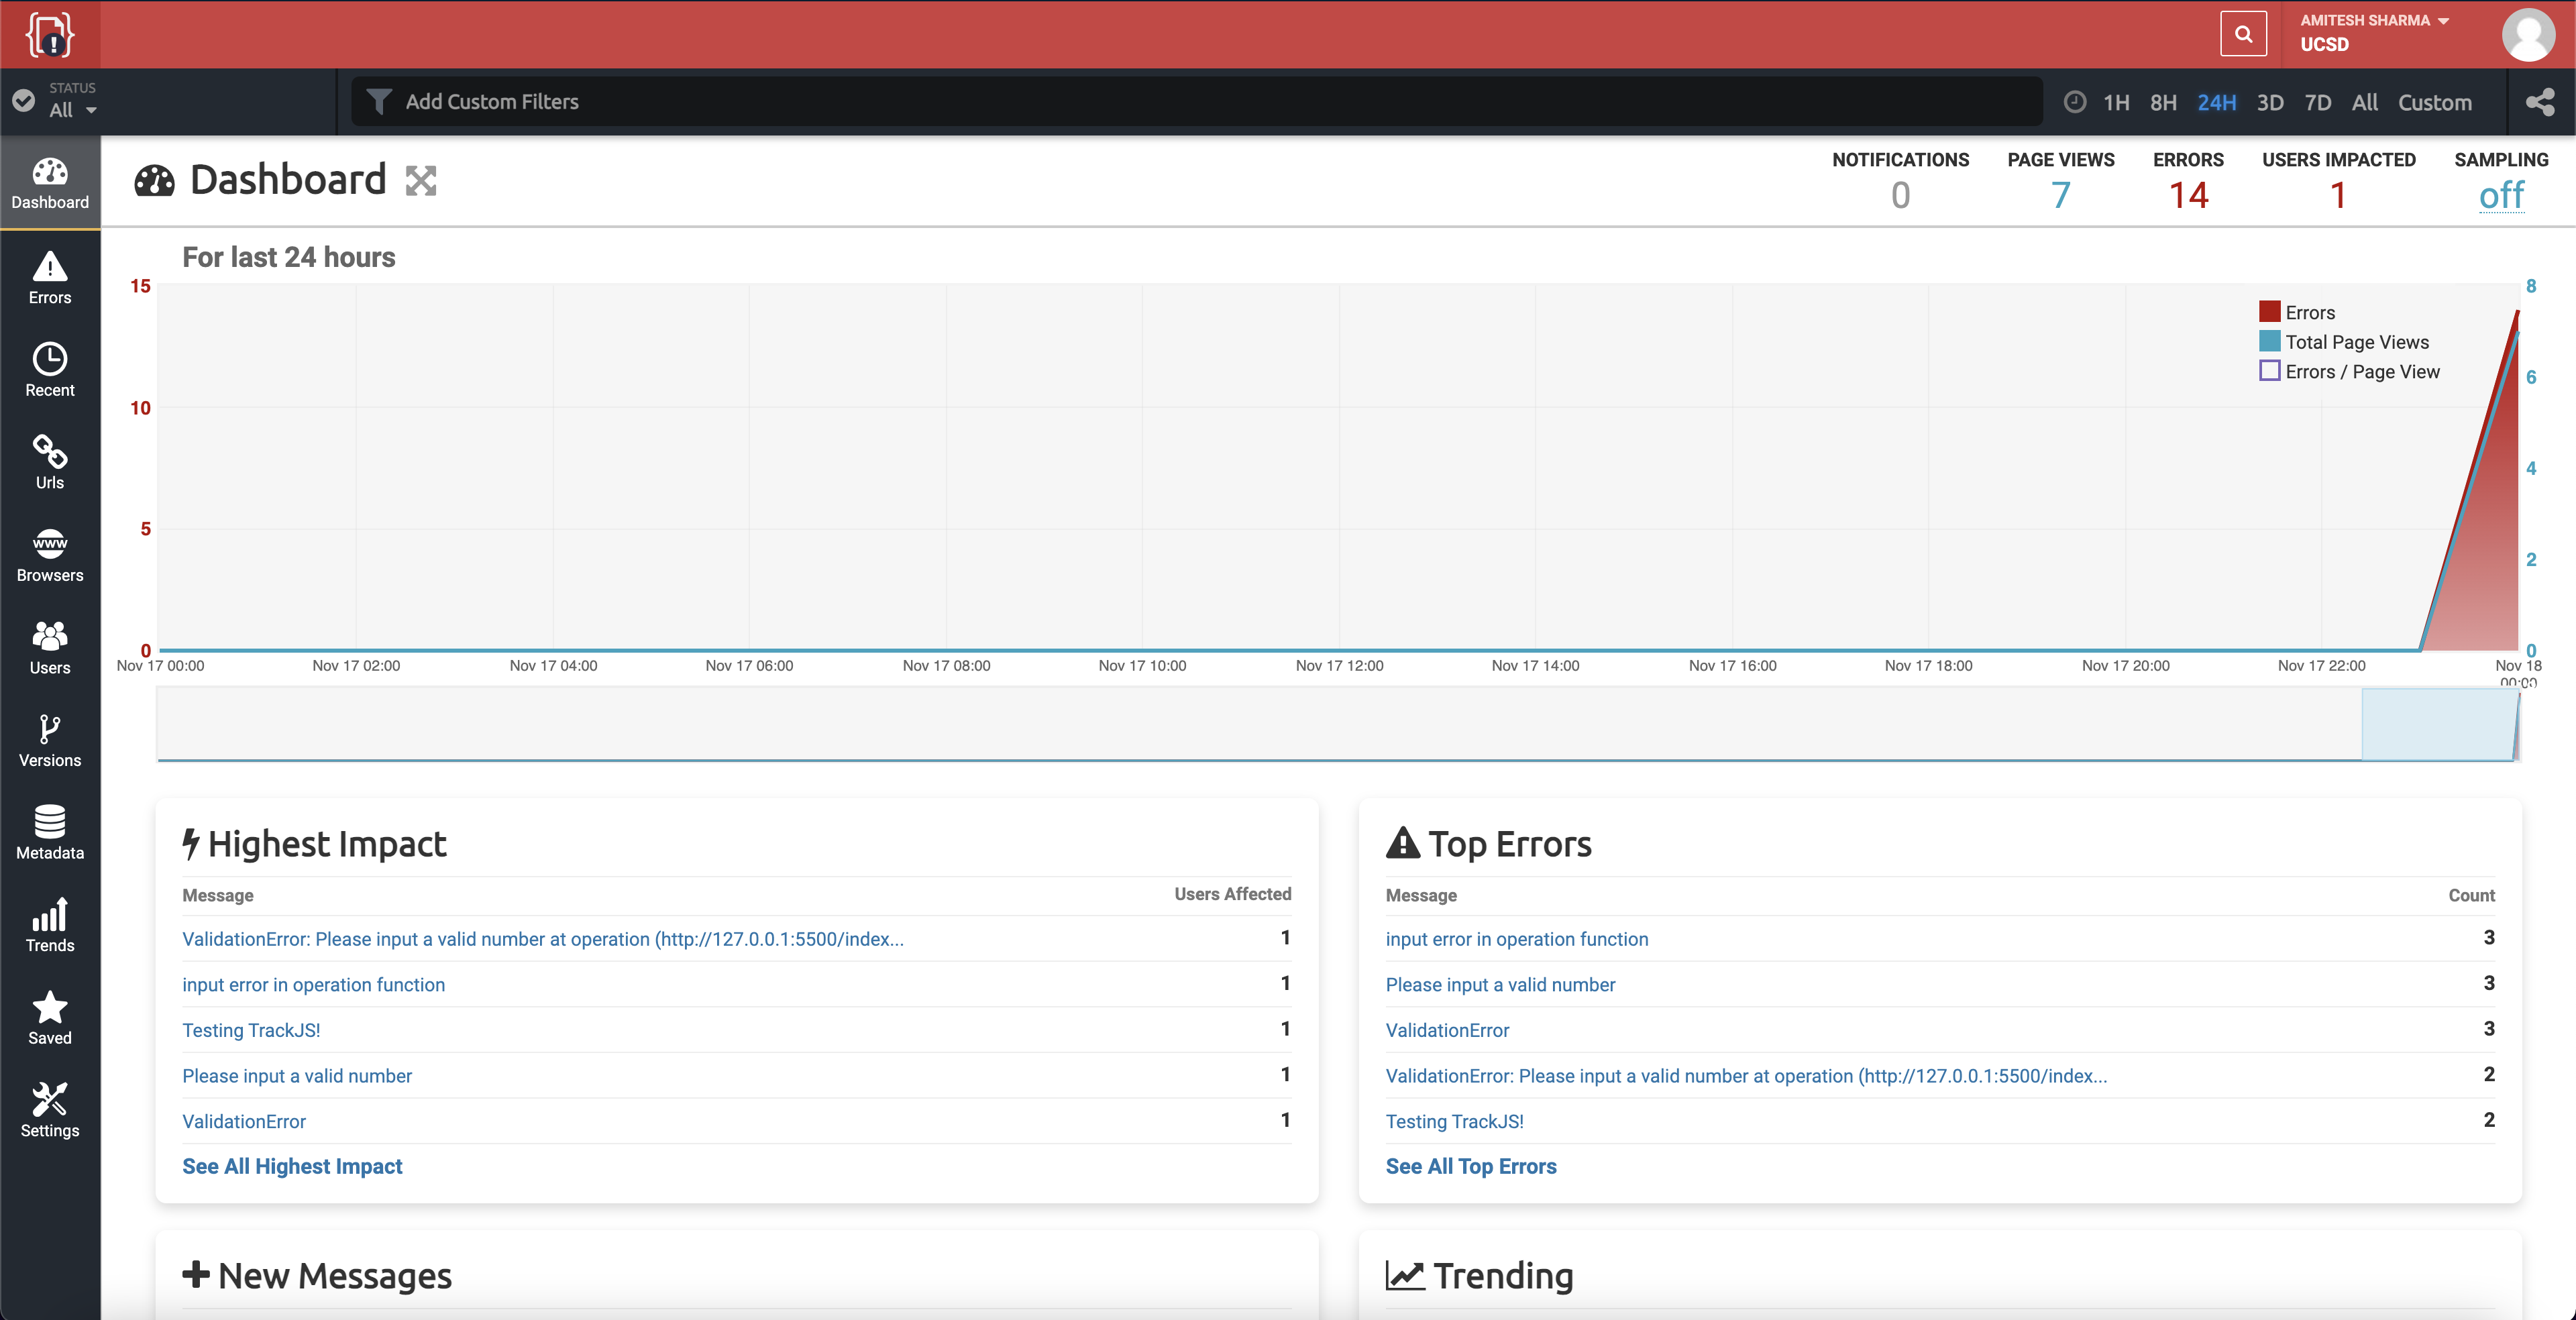 AMITESH SHARMA
UCSD
STATUS
All
Add Custom Filters
1H 8H 24H 3D 7D All Custom
Dashboard
Errors
Recent
Urls
www
Browsers
Users
Versions
Metadata
Trends
Saved
Settings
Dashboard
NOTIFICATIONS
0
PAGE VIEWS
7
ERRORS
14
USERS IMPACTED
1
SAMPLING
off
For last 24 hours
15
10
5
0
8
6
4
2
0
Errors
Total Page Views
Errors / Page View
Nov 17 00:00
Nov 17 02:00
Nov 17 04:00
Nov 17 06:00
Nov 17 08:00
Nov 17 10:00
Nov 17 12:00
Nov 17 14:00
Nov 17 16:00
Nov 17 18:00
Nov 17 20:00
Nov 17 22:00
Nov 18
00:00
Highest Impact
Message Users Affected
ValidationError: Please input a valid number at operation (http://127.0.0.1:5500/index... 1
input error in operation function 1
Testing TrackJS! 1
Please input a valid number 1
ValidationError 1
See All Highest Impact
Top Errors
Message Count
input error in operation function 3
Please input a valid number 3
ValidationError 3
ValidationError: Please input a valid number at operation (http://127.0.0.1:5500/index... 2
Testing TrackJS! 2
See All Top Errors
New Messages
Trending